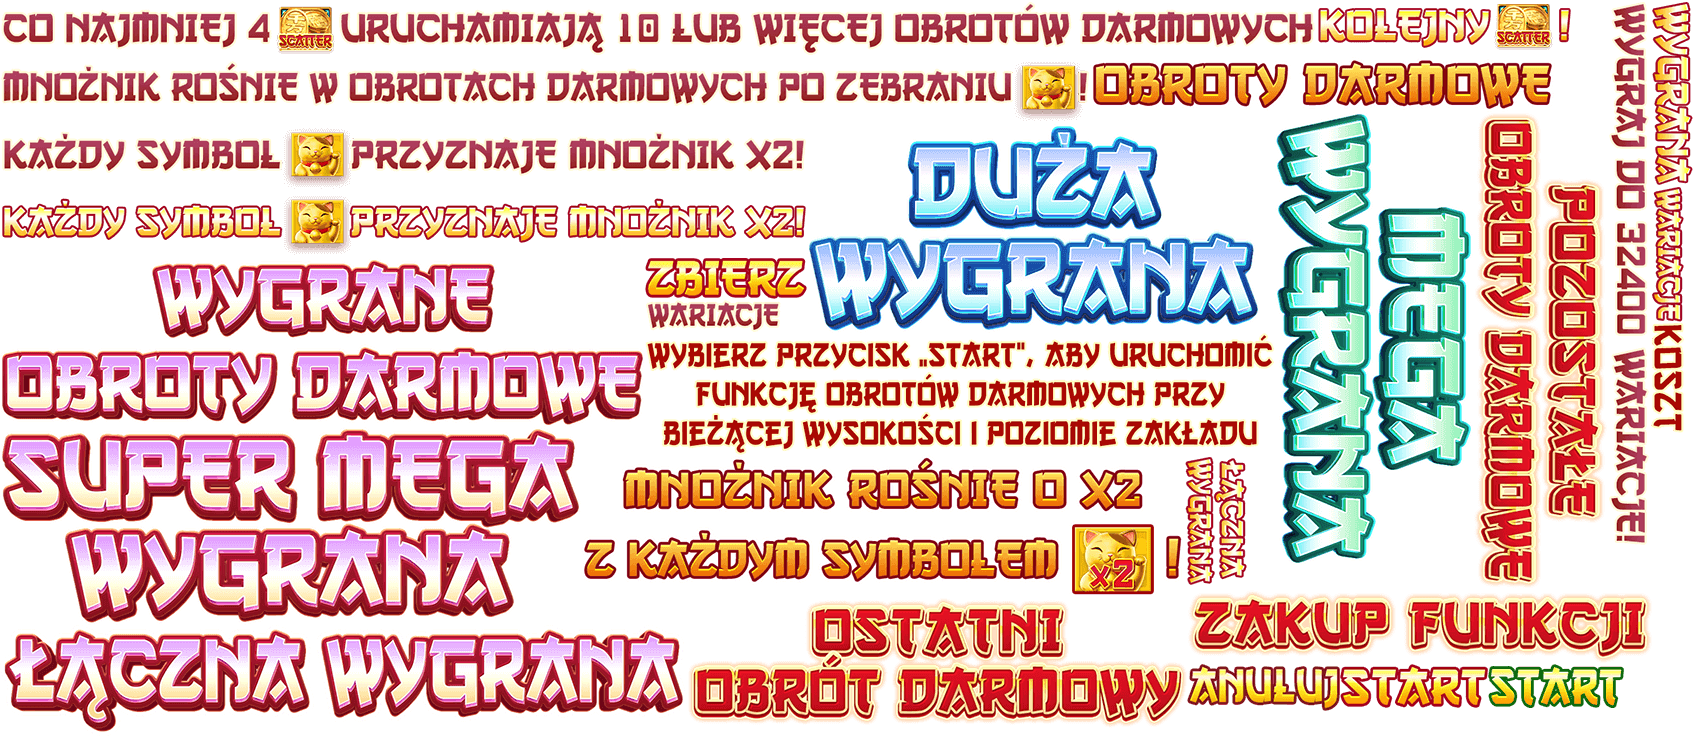 CO NAJMNIEJ 4 SCATTER URUCHAMIAJĄ 10 LUB WIĘCEJ OBROTÓW DARMOWYCH
KOLEJNY SCATTER !
MNOŻNIK ROŚNIE W OBROTACH DARMOWYCH PO ZEBRANIU !
OBROTY DARMOWE
KAŻDY SYMBOL PRZYZNAJE MNOŻNIK X2!
KAŻDY SYMBOL PRZYZNAJE MNOŻNIK X2!
DUŻA
WYGRANA
WYGRANE
ZBIERZ
WARIACJE
OBROTY DARMOWE
WYBIERZ PRZYCISK „START”, ABY URUCHOMIĆ
FUNKCJĘ OBROTÓW DARMOWYCH PRZY
BIEŻĄCEJ WYSOKOŚCI I POZIOMIE ZAKŁADU
SUPER MEGA
WYGRANA
MNOŻNIK ROŚNIE O X2
Z KAŻDYM SYMBOLEM X2 !
ŁĄCZNA WYGRANA
OSTATNI
OBRÓT DARMOWY
ŁĄCZNA
WYGRANA
MEGA
WYGRANA
POZOSTAŁE
OBROTY DARMOWE
WYGRAJ DO 32400 WARIACJE!
WYGRANA
WARIACJE
KOSZT
ZAKUP FUNKCJI
ANULUJ
START
START